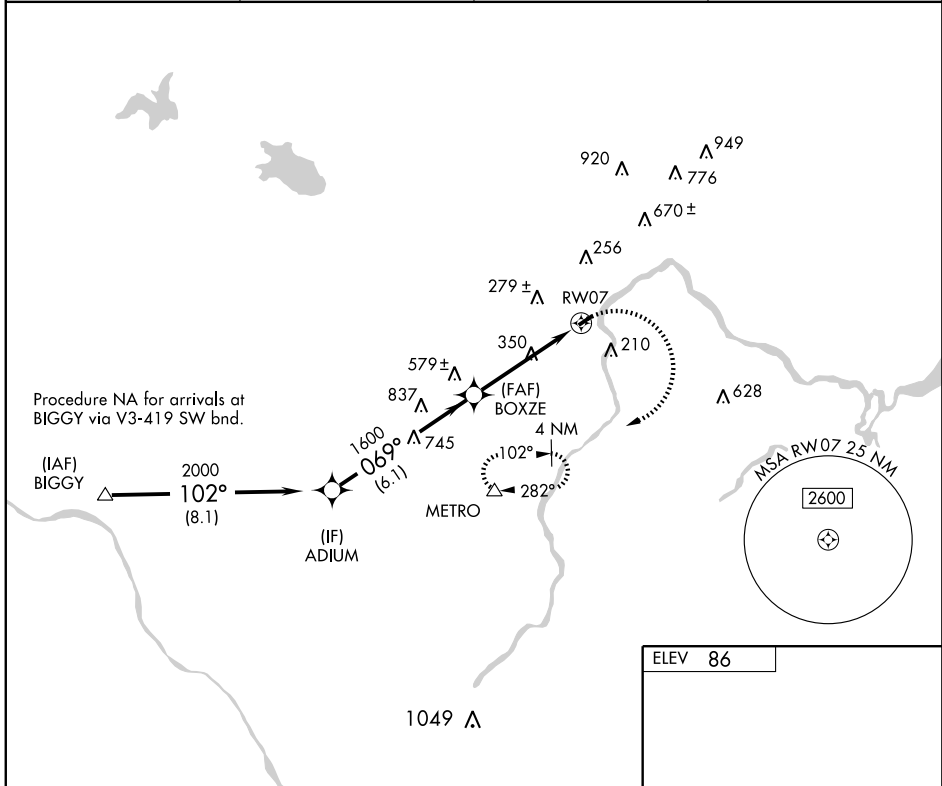 949
920
776
670 ±
256
279 ±
RW07
350
210
579±
(FAF)
BOXZE
837
628
Procedure NA for arrivals at
BIGGY via V3-419 SW bnd.
745
4 NM
1600
069°
(6.1)
(IAF)
BIGGY
2000
102°
(8.1)
102°
282°
METRO
(IF)
ADIUM
MSA RW07 25 NM
2600
ELEV 86
1049